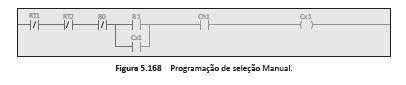 RT1 RT2 B0 B1 Ch1 Cx1
Cx1
Figura 5.168 Programação de seleção Manual.